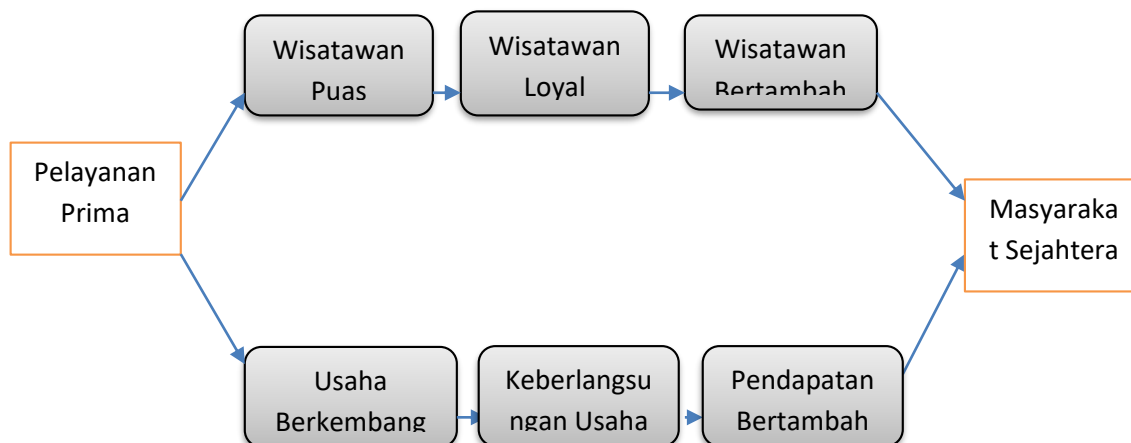 Wisatawan
Puas
Wisatawan
Loyal
Wisatawan
Bertambah
Pelayanan
Prima
Masyaraka
t Sejahtera
Usaha
Berkembang
Keberlangsu
ngan Usaha
Pendapatan
Bertambah